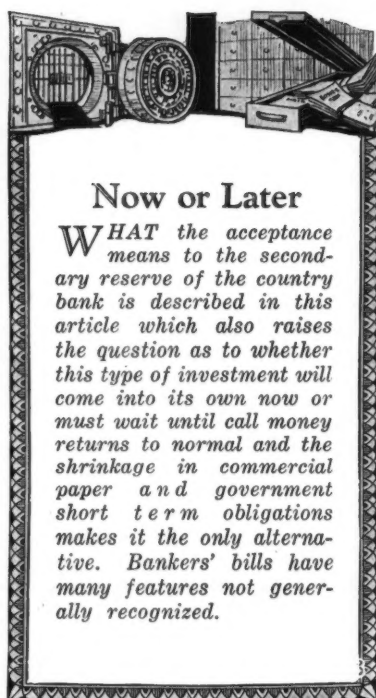 Now or Later
WHAT the acceptance
means to the second-
ary reserve of the country
bank is described in this
article which also raises
the question as to whether
this type of investment will
come into its own now or
must wait until call money
returns to normal and the
shrinkage in commercial
paper and government
short term obligations
makes it the only alterna-
tive. Bankers' bills have
many features not gener-
ally recognized.